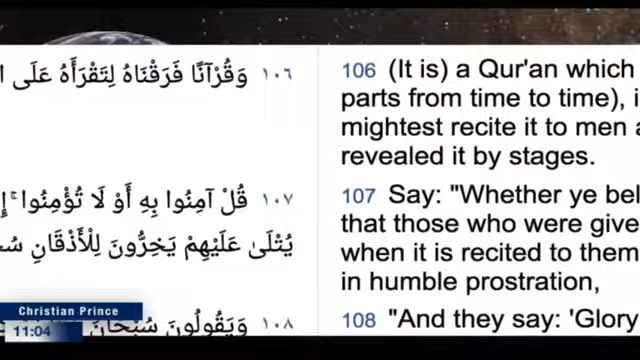 ١٠٦ وَقُرْآنًا فَرَقْنَاهُ لِتَقْرَأَهُ عَلَى
١٠٧ قُلْ آمِنُوا بِهِ أَوْ لَا تُؤْمِنُوا ۚ
يُتْلَىٰ عَلَيْهِمْ يَخِرُّونَ لِلْأَذْقَانِ
١٠٨ وَيَقُولُونَ سُبْحَانَ
106 (It is) a Qur'an which
parts from time to time), i
mightest recite it to men a
revealed it by stages.
107 Say: "Whether ye bel
that those who were give
when it is recited to them
in humble prostration,
108 "And they say: 'Glory
Christian Prince
11:04